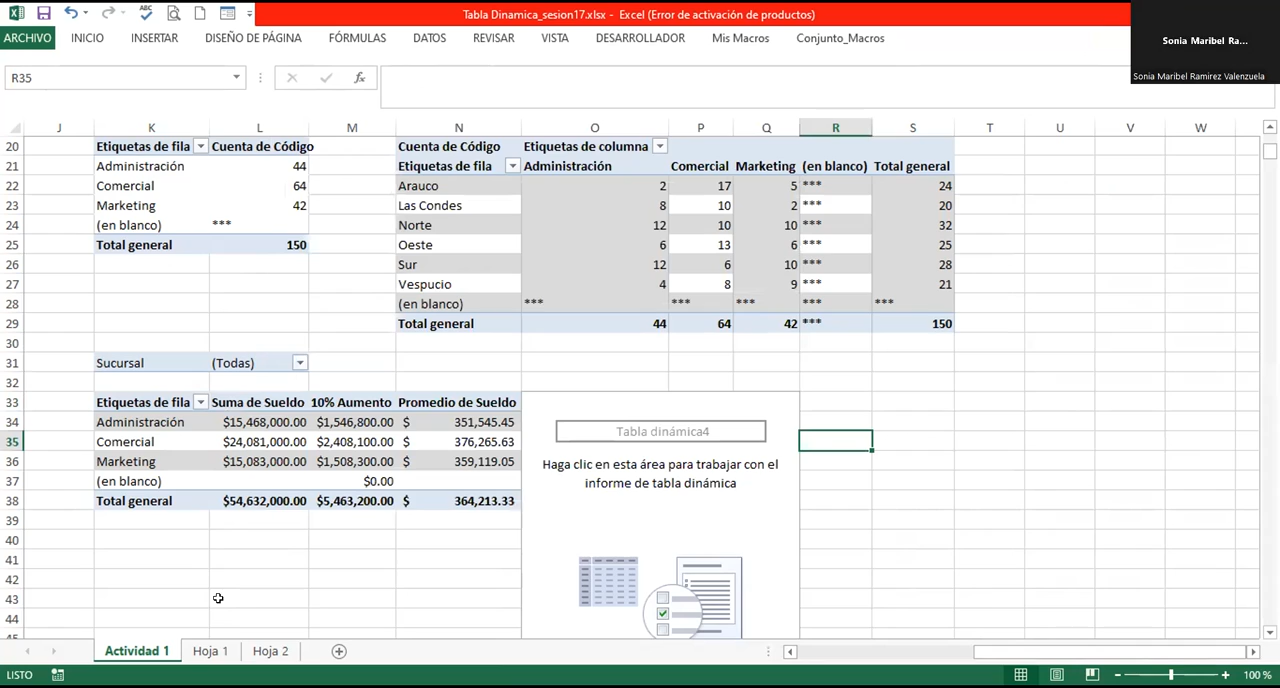 Tabla Dinamica_sesion17.xlsx - Excel (Error de activación de productos)
ARCHIVO INICIO INSERTAR DISEÑO DE PÁGINA FÓRMULAS DATOS REVISAR VISTA DESARROLLADOR Mis Macros Conjunto_Macros
Sonia Maribel Ra...
Sonia Maribel Ramirez Valenzuela
R35 fx
J K L M N O P Q R S T U V W
20 Etiquetas de fila Cuenta de Código Cuenta de Código Etiquetas de columna
21 Administración 44 Etiquetas de fila Administración Comercial Marketing (en blanco) Total general
22 Comercial 64 Arauco 2 17 5 *** 24
23 Marketing 42 Las Condes 8 10 2 *** 20
24 (en blanco) *** Norte 12 10 10 *** 32
25 Total general 150 Oeste 6 13 6 *** 25
26 Sur 12 6 10 *** 28
27 Vespucio 4 8 9 *** 21
28 (en blanco) *** *** *** *** ***
29 Total general 44 64 42 *** 150
30
31 Sucursal (Todas)
32
33 Etiquetas de fila Suma de Sueldo 10% Aumento Promedio de Sueldo
34 Administración $15,468,000.00 $1,546,800.00 $ 351,545.45
35 Comercial $24,081,000.00 $2,408,100.00 $ 376,265.63
36 Marketing $15,083,000.00 $1,508,300.00 $ 359,119.05
37 (en blanco) $0.00
38 Total general $54,632,000.00 $5,463,200.00 $ 364,213.33
Tabla dinámica4
Haga clic en esta área para trabajar con el
informe de tabla dinámica
39
40
41
42
43
44
45
Actividad 1 Hoja 1 Hoja 2
LISTO 100 %